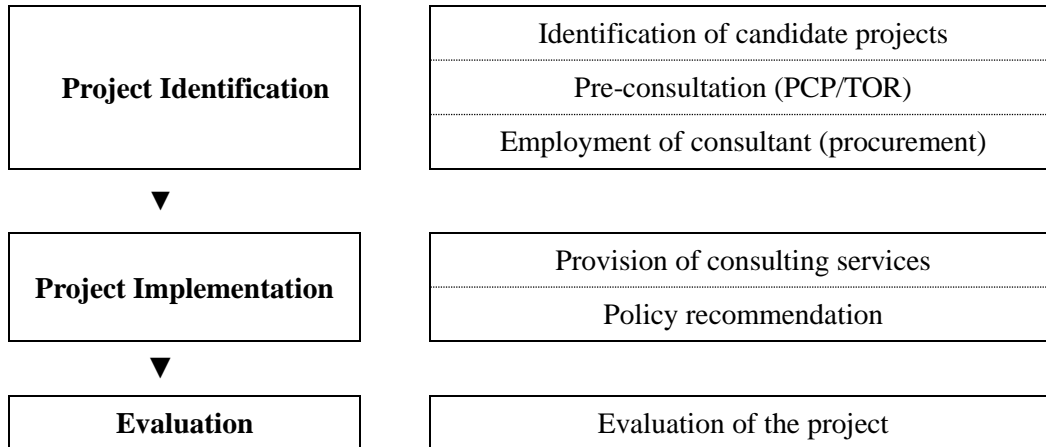 Project Identification
Identification of candidate projects
Pre-consultation (PCP/TOR)
Employment of consultant (procurement)
Project Implementation
Provision of consulting services
Policy recommendation
Evaluation
Evaluation of the project